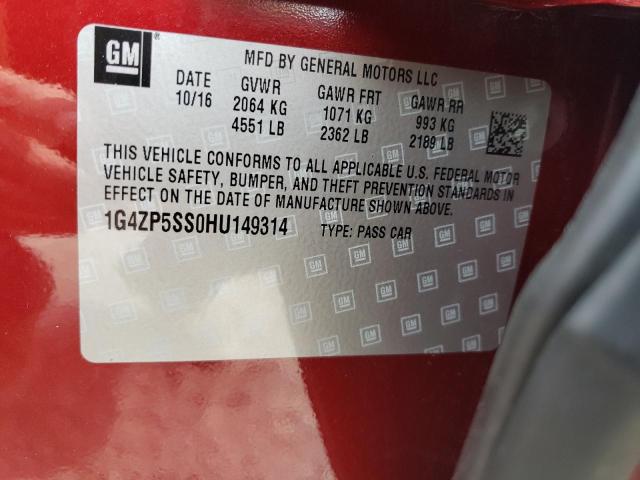 GM
MFD BY GENERAL MOTORS LLC
DATE GVWR GAWR FRT GAWR RR
10/16 2064 KG 1071 KG 993 KG
4551 LB 2362 LB 2189 LB
THIS VEHICLE CONFORMS TO ALL APPLICABLE U.S. FEDERAL MOTOR
VEHICLE SAFETY, BUMPER, AND THEFT PREVENTION STANDARDS IN
EFFECT ON THE DATE OF MANUFACTURE SHOWN ABOVE.
1G4ZP5SS0HU149314 TYPE: PASS CAR